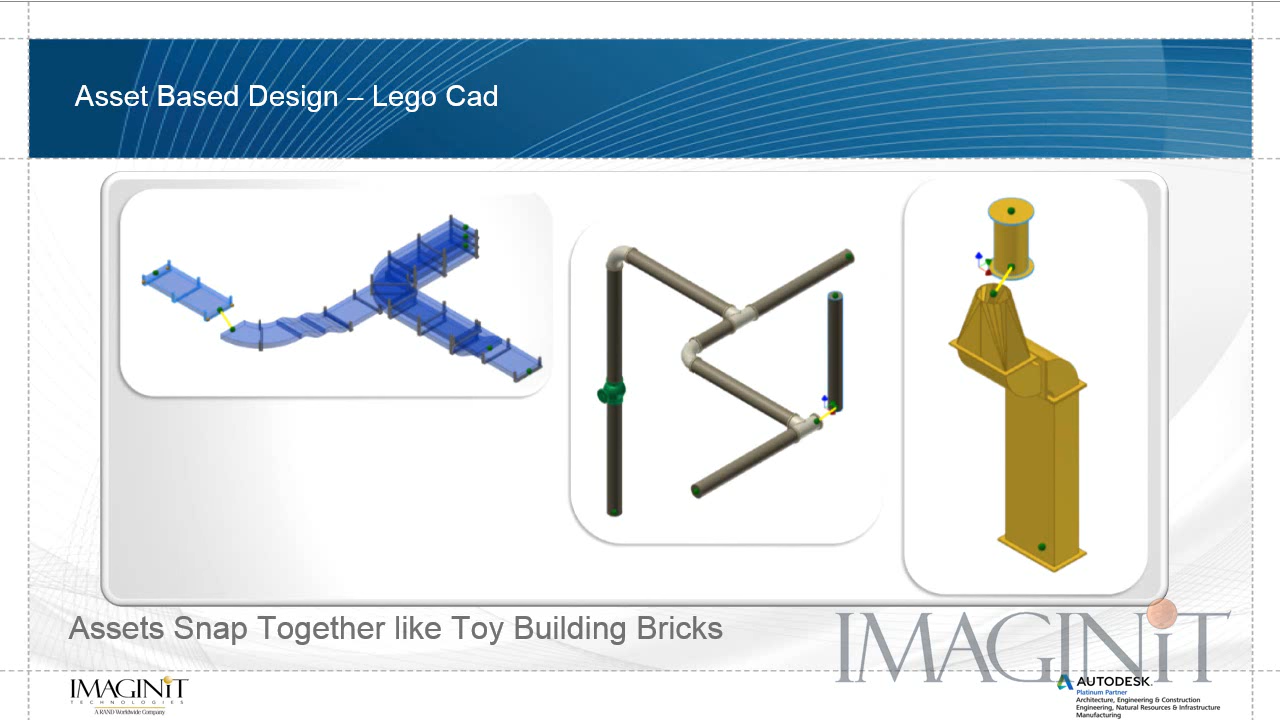 Asset Based Design – Lego Cad
Assets Snap Together like Toy Building Bricks
IMAGINiT
IMAGINiT
TECHNOLOGIES
A RAND Worldwide Company
AUTODESK.
Platinum Partner
Architecture, Engineering & Construction
Engineering, Natural Resources & Infrastructure
Manufacturing